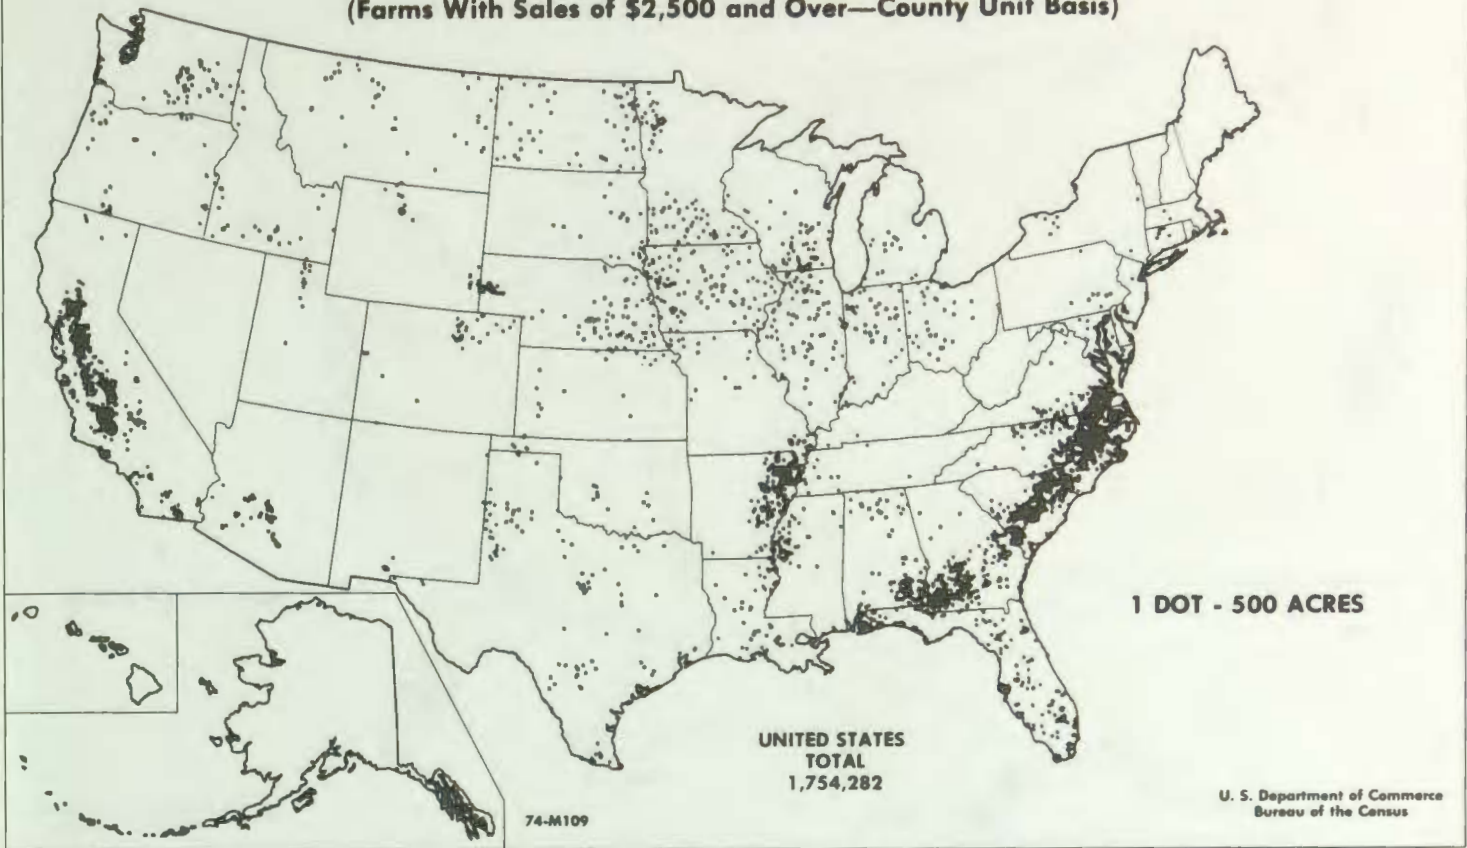 (Farms With Sales of $2,500 and Over—County Unit Basis)
1 DOT - 500 ACRES
UNITED STATES
TOTAL
1,754,282
U. S. Department of Commerce
Bureau of the Census
74-M109